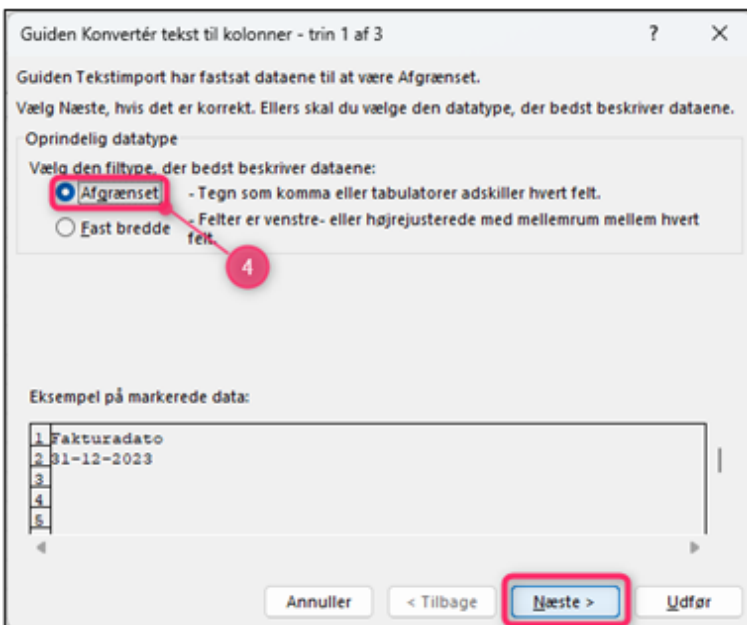 Guiden Konvertér tekst til kolonner - trin 1 af 3 ?
Guiden Tekstimport har fastsat dataene til at være Afgrænset.
Vælg Næste, hvis det er korrekt. Ellers skal du vælge den datatype, der bedst beskriver dataene.
Oprindelig datatype
Vælg den filtype, der bedst beskriver dataene:
Afgrænset - Tegn som komma eller tabulatorer adskiller hvert felt.
Fast bredde - Felter er venstre- eller højrejusterede med mellemrum mellem hvert
felt.
4
Eksempel på markerede data:
1 Fakturadato
2 31-12-2023
3
4
5
Annuller < Tilbage Næste > Udfør